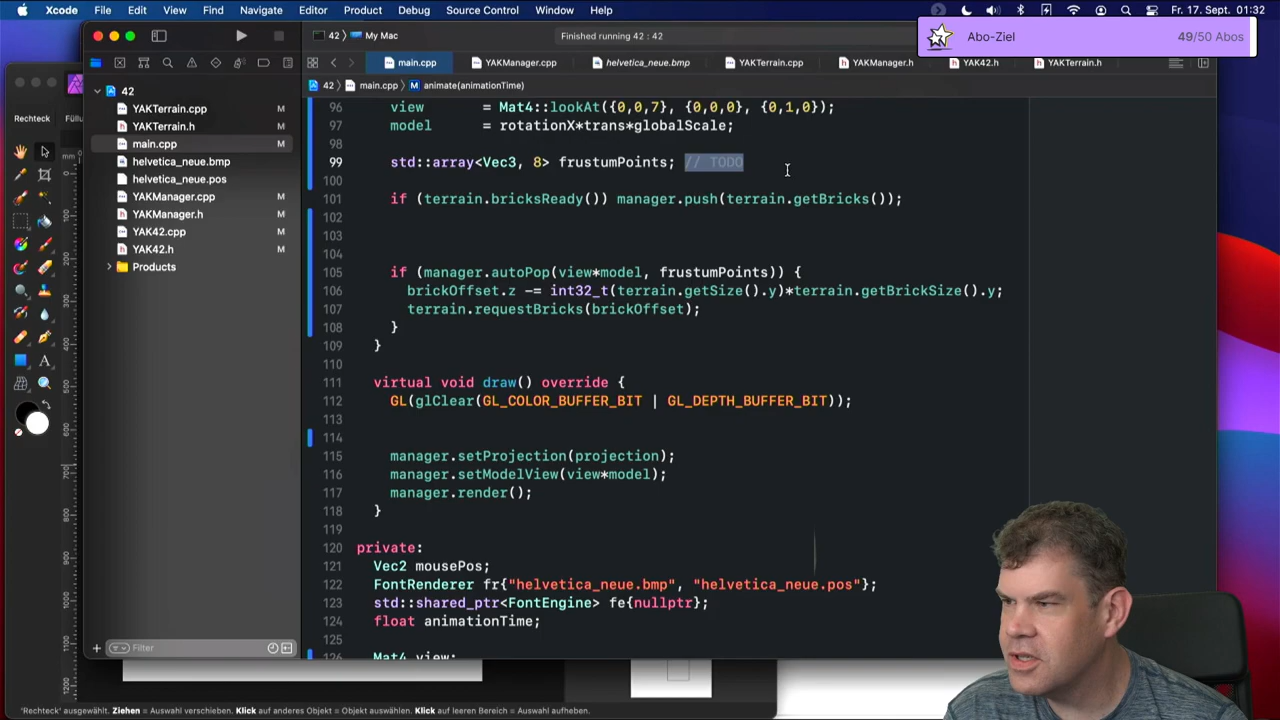 Xcode File Edit View Find Navigate Editor Product Debug Source Control Window Help
Fr. 17. Sept. 01:32
Abo-Ziel 49/50 Abos
42 My Mac Finished running 42 : 42
main.cpp YAKManager.cpp helvetica_neue.bmp YAKTerrain.cpp YAKManager.h YAK42.h YAKTerrain.h
42 main.cpp animate(animationTime)
42
YAKTerrain.cpp M
YAKTerrain.h M
main.cpp M
helvetica_neue.bmp M
helvetica_neue.pos M
YAKManager.cpp M
YAKManager.h M
YAK42.cpp M
YAK42.h M
Products
Filter
Rechteck
mm
96 view = Mat4::lookAt({0,0,7}, {0,0,0}, {0,1,0});
97 model = rotationX*trans*globalScale;
98
99 std::array<Vec3, 8> frustumPoints; // TODO
100
101 if (terrain.bricksReady()) manager.push(terrain.getBricks());
102
103
104
105 if (manager.autoPop(view*model, frustumPoints)) {
106 brickOffset.z -= int32_t(terrain.getSize().y)*terrain.getBrickSize().y;
107 terrain.requestBricks(brickOffset);
108 }
109 }
110
111 virtual void draw() override {
112 GL(glClear(GL_COLOR_BUFFER_BIT | GL_DEPTH_BUFFER_BIT));
113
114
115 manager.setProjection(projection);
116 manager.setModelView(view*model);
117 manager.render();
118 }
119
120 private:
121 Vec2 mousePos;
122 FontRenderer fr{"helvetica_neue.bmp", "helvetica_neue.pos"};
123 std::shared_ptr<FontEngine> fe{nullptr};
124 float animationTime;
125
126 Mat4 view;
'Rechteck' ausgewählt. Ziehen = Auswahl verschieben. Klick auf anderes Objekt = Objekt auswählen. Klick auf leeren Bereich = Auswahl aufheben.